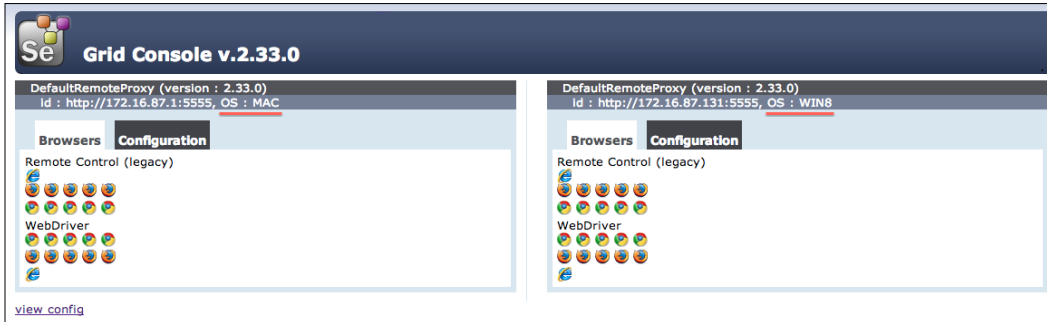 Se
Grid Console v.2.33.0
DefaultRemoteProxy (version : 2.33.0)
id : http://172.16.87.1:5555, OS : MAC
Browsers Configuration
Remote Control (legacy)
WebDriver
DefaultRemoteProxy (version : 2.33.0)
id : http://172.16.87.131:5555, OS : WIN8
Browsers Configuration
Remote Control (legacy)
WebDriver
view config